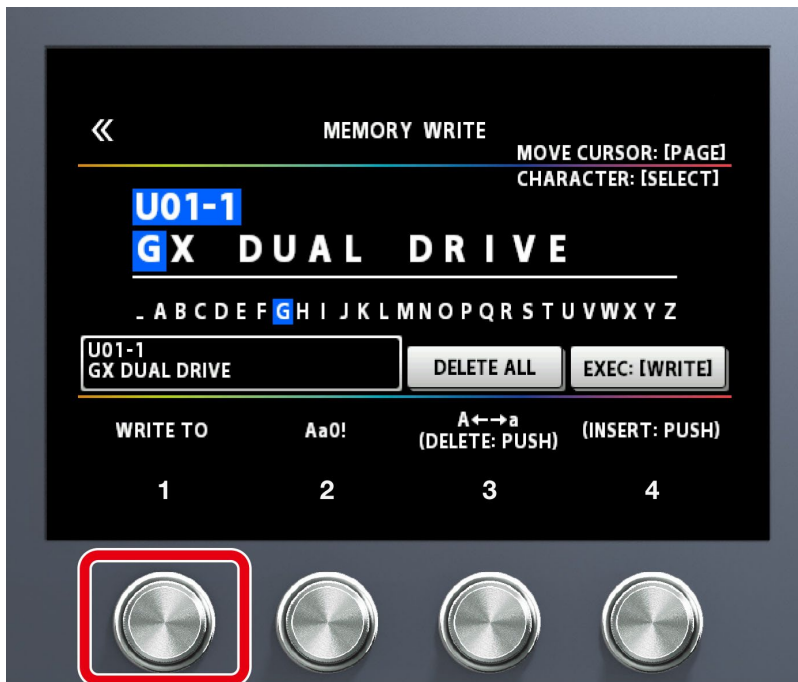 «
MEMORY WRITE
MOVE CURSOR: [PAGE]
CHARACTER: [SELECT]
U01-1
GX DUAL DRIVE
_ A B C D E F G H I J K L M N O P Q R S T U V W X Y Z
U01-1
GX DUAL DRIVE
DELETE ALL
EXEC: [WRITE]
WRITE TO
Aa0!
A←→a
(DELETE: PUSH)
(INSERT: PUSH)
1 2 3 4